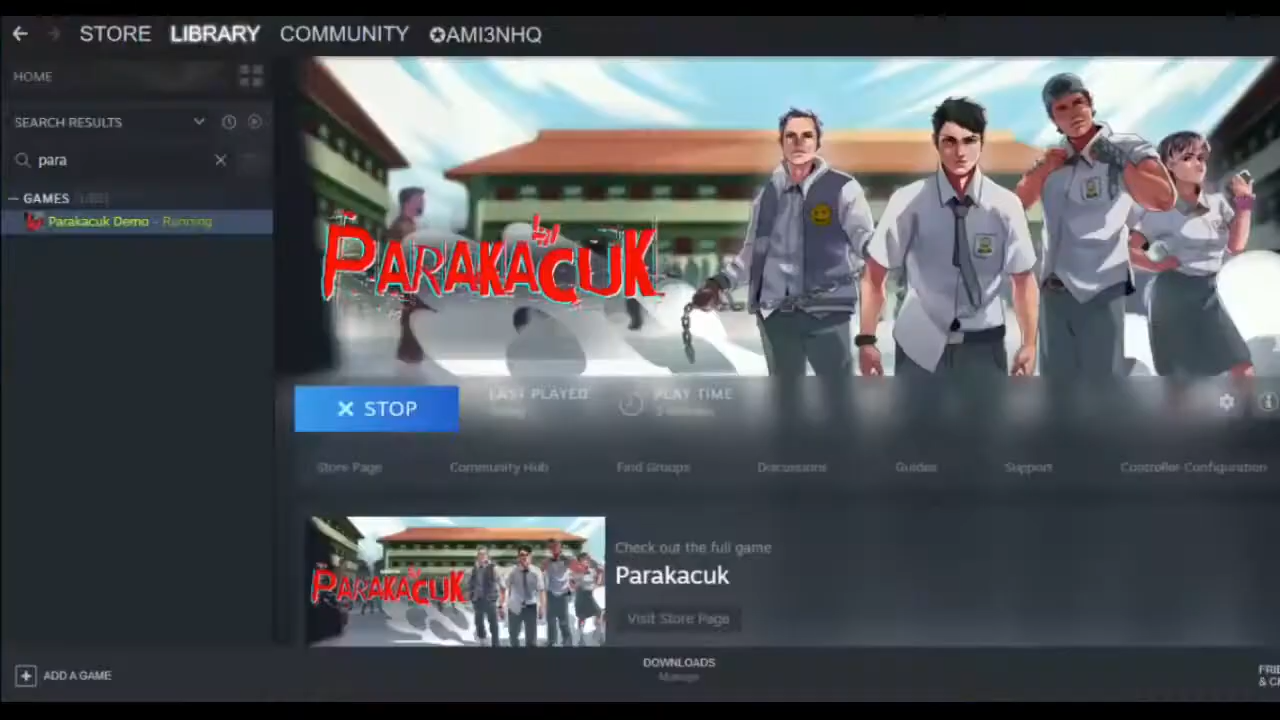 STORE LIBRARY COMMUNITY ✪AMI3NHQ
HOME
SEARCH RESULTS
para
GAMES
Parakacuk Demo - Running
PARAKACUK
STOP
LAST PLAYED
PLAY TIME
Store Page Community Hub Find Groups Discussions Guides Support Controller Configuration
PARAKACUK
Check out the full game
Parakacuk
Visit Store Page
ADD A GAME
DOWNLOADS
Manage
FRIE
& C